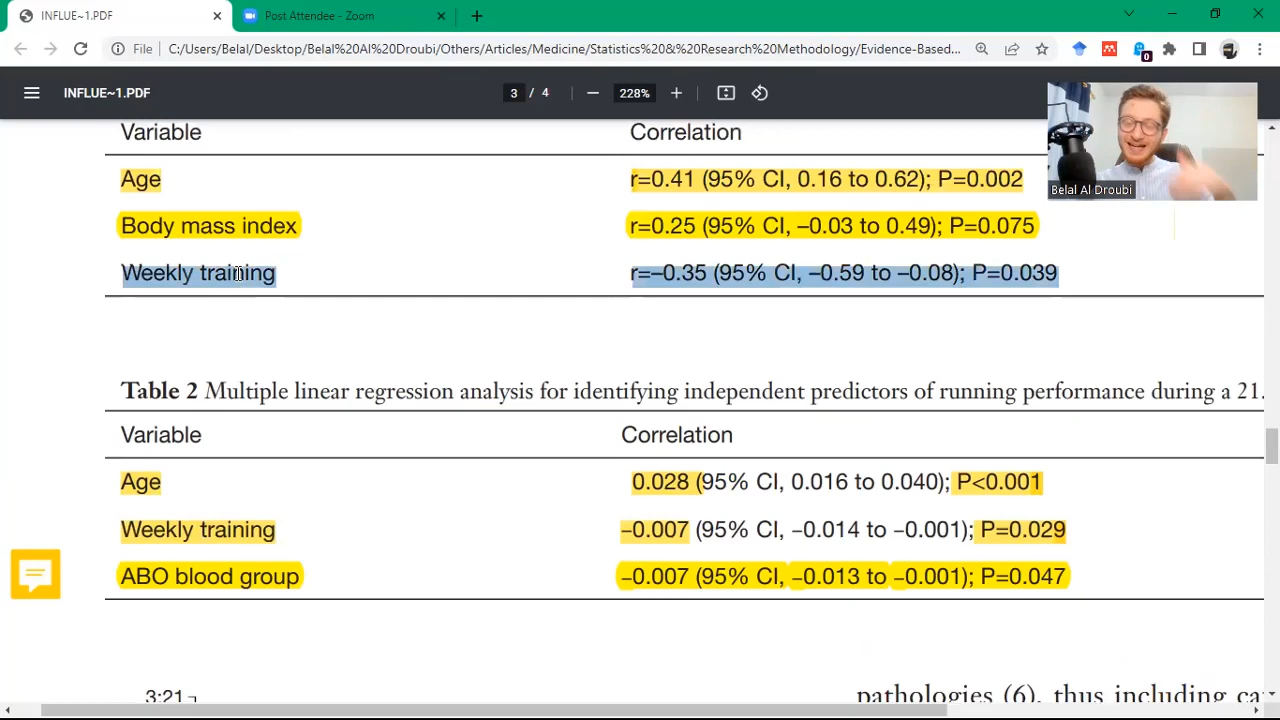 INFLUE~1.PDF
Post Attendee - Zoom
File
C:/Users/Belal/Desktop/Belal%20Al%20Droubi/Others/Articles/Medicine/Statistics%20&%20Research%20Methodology/Evidence-Based...
0
INFLUE~1.PDF
3 / 4
228%
Belal Al Droubi
Variable Correlation
Age r=0.41 (95% CI, 0.16 to 0.62); P=0.002
Body mass index r=0.25 (95% CI, −0.03 to 0.49); P=0.075
Weekly training r=−0.35 (95% CI, −0.59 to −0.08); P=0.039
Table 2 Multiple linear regression analysis for identifying independent predictors of running performance during a 21.
Variable Correlation
Age 0.028 (95% CI, 0.016 to 0.040); P<0.001
Weekly training −0.007 (95% CI, −0.014 to −0.001); P=0.029
ABO blood group −0.007 (95% CI, −0.013 to −0.001); P=0.047
3:21
pathologies (6), thus including ca